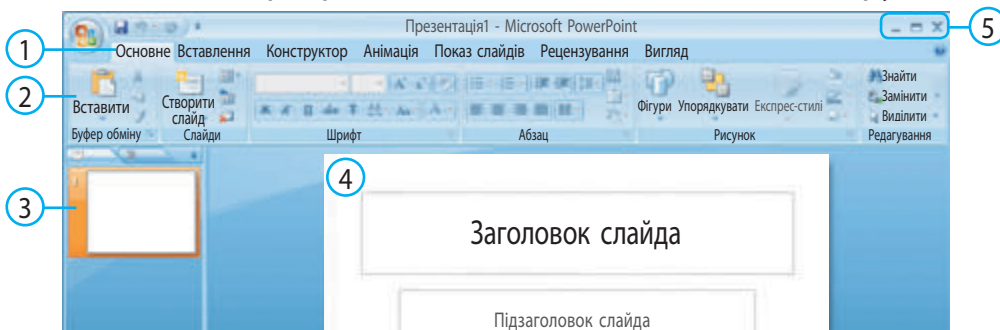 Презентація1 - Microsoft PowerPoint
5
1
Основне Вставлення Конструктор Анімація Показ слайдів Рецензування Вигляд
2
Вставити Створити слайд Фігури Упорядкувати Експрес-стилі Знайти Замінити Виділити
Буфер обміну Слайди Шрифт Абзац Рисунок Редагування
3
1
4
Заголовок слайда
Підзаголовок слайда